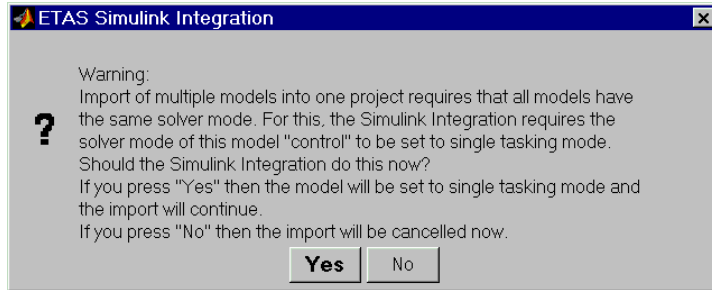 ETAS Simulink Integration
Warning:
Import of multiple models into one project requires that all models have
the same solver mode. For this, the Simulink Integration requires the
solver mode of this model "control" to be set to single tasking mode.
Should the Simulink Integration do this now?
If you press "Yes" then the model will be set to single tasking mode and
the import will continue.
If you press "No" then the import will be cancelled now.
Yes No